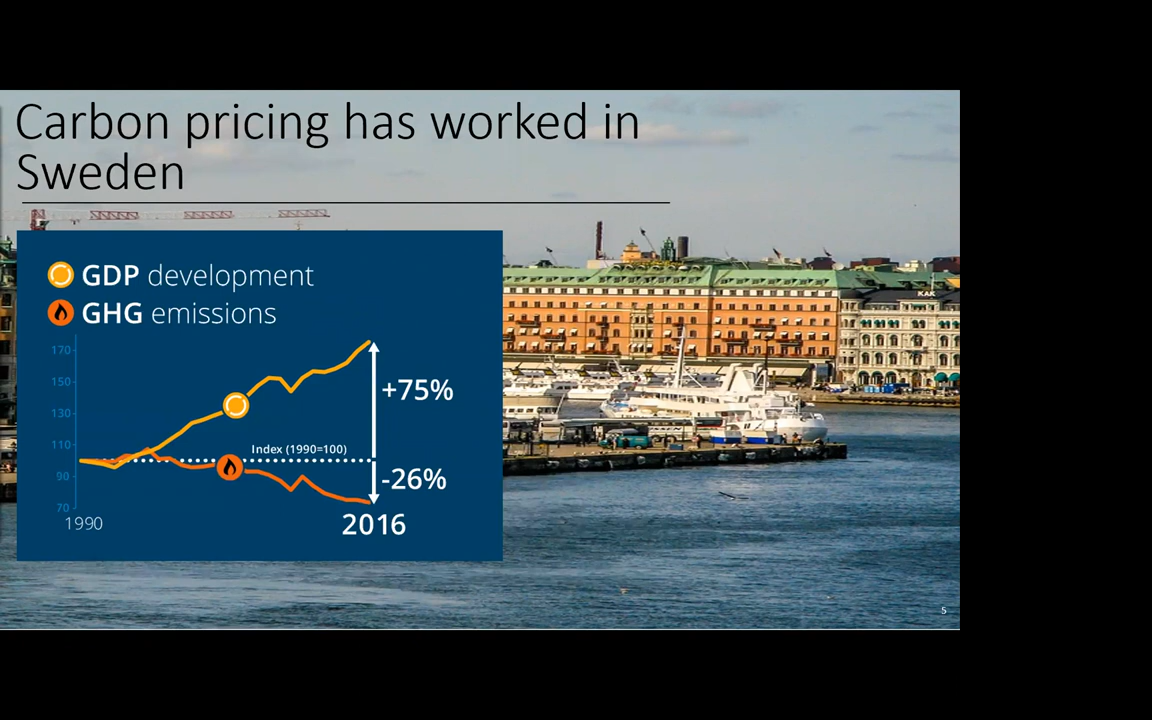 Carbon pricing has worked in
Sweden
GDP development
GHG emissions
170
150
130
110
90
70
+75%
Index (1990=100)
-26%
1990
2016
KAK
5